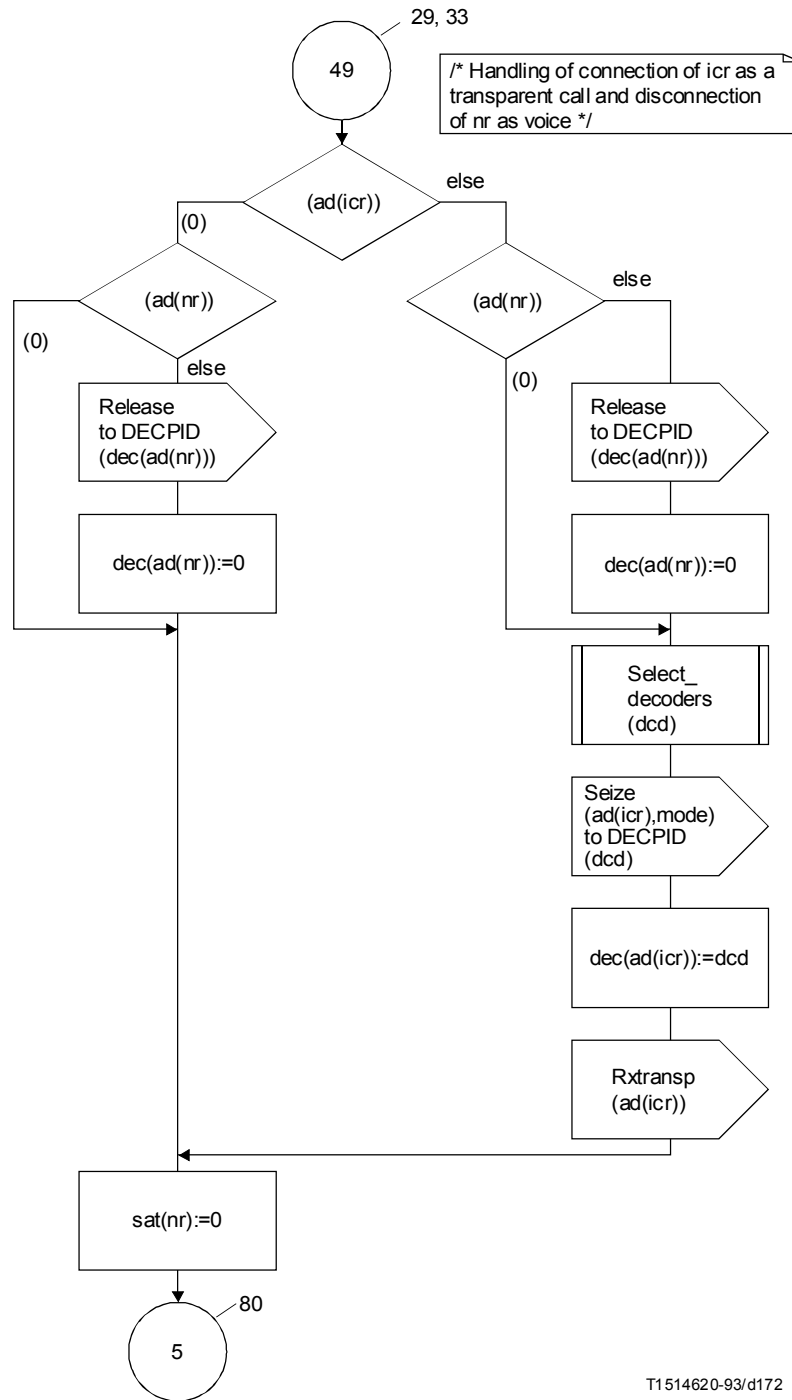 29, 33
49
/* Handling of connection of icr as a
transparent call and disconnection
of nr as voice */
(ad(icr))
else
(0)
(ad(nr))
(ad(nr))
else
(0)
else
(0)
Release
to DECPID
(dec(ad(nr)))
Release
to DECPID
(dec(ad(nr)))
dec(ad(nr)):=0
dec(ad(nr)):=0
Select_
decoders
(dcd)
Seize
(ad(icr),mode)
to DECPID
(dcd)
dec(ad(icr)):=dcd
Rxtransp
(ad(icr))
sat(nr):=0
80
5
T1514620-93/d172